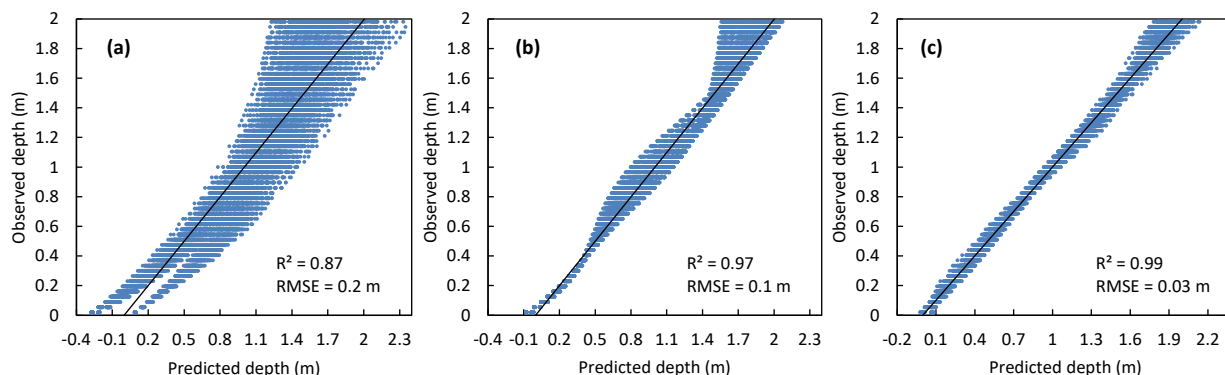 (a)
Observed depth (m)
2
1.8
1.6
1.4
1.2
1
0.8
0.6
0.4
0.2
0
R² = 0.87
RMSE = 0.2 m
-0.4 -0.1 0.2 0.5 0.8 1.1 1.4 1.7 2 2.3
Predicted depth (m)
(b)
Observed depth (m)
2
1.8
1.6
1.4
1.2
1
0.8
0.6
0.4
0.2
0
R² = 0.97
RMSE = 0.1 m
-0.4 -0.1 0.2 0.5 0.8 1.1 1.4 1.7 2 2.3
Predicted depth (m)
(c)
Observed depth (m)
2
1.8
1.6
1.4
1.2
1
0.8
0.6
0.4
0.2
0
R² = 0.99
RMSE = 0.03 m
-0.2 0.1 0.4 0.7 1 1.3 1.6 1.9 2.2
Predicted depth (m)